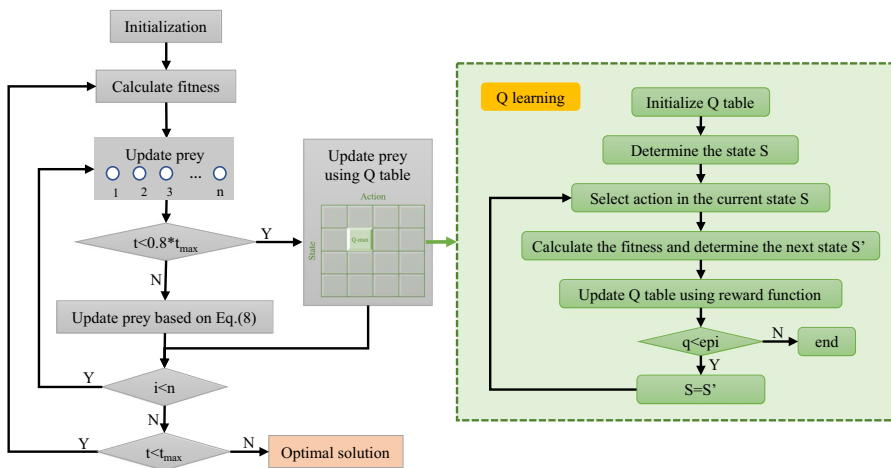 Initialization
Calculate fitness
Update prey
1 2 3 ... n
t<0.8*tmax
Y
N
Update prey based on Eq.(8)
i<n
Y
N
t<tmax
Y
N
Optimal solution
Update prey
using Q table
Action
State
Q-max
Q learning
Initialize Q table
Determine the state S
Select action in the current state S
Calculate the fitness and determine the next state S’
Update Q table using reward function
q<epi
N
end
Y
S=S’